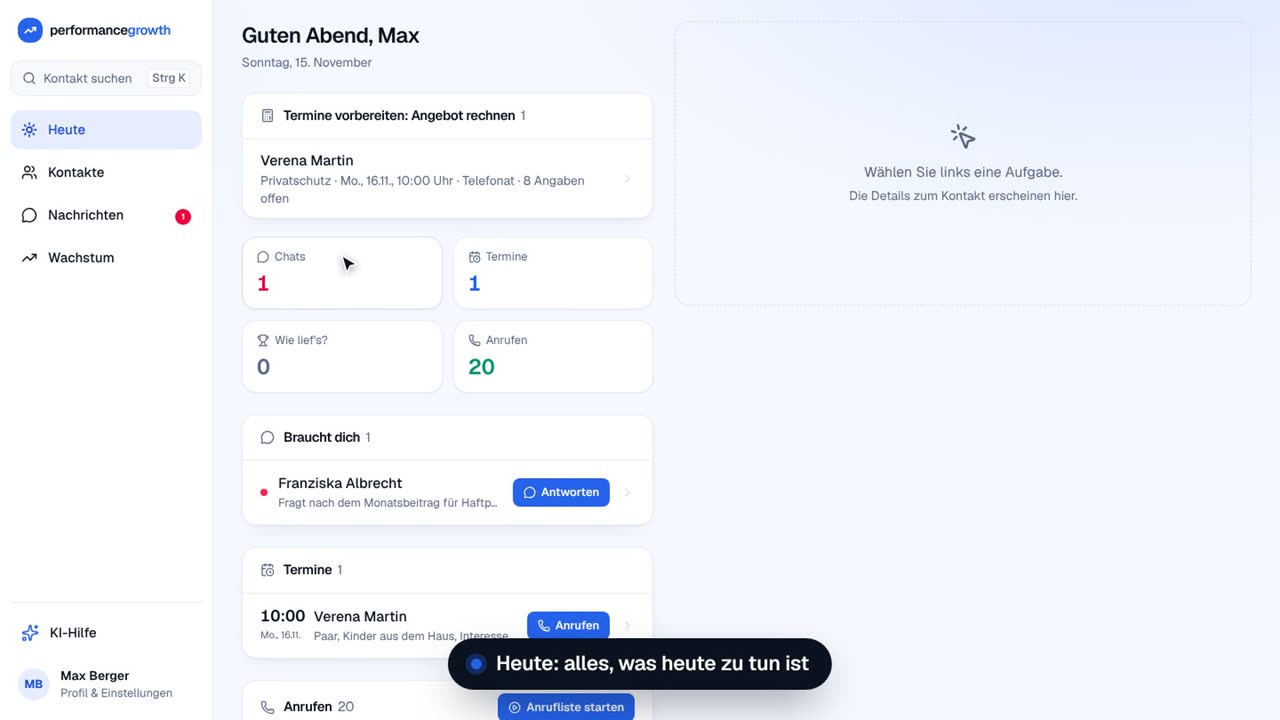 performancegrowth
Kontakt suchen Strg K
Heute
Kontakte
Nachrichten 1
Wachstum
KI-Hilfe
MB Max Berger
Profil & Einstellungen
Guten Abend, Max
Sonntag, 15. November
Termine vorbereiten: Angebot rechnen 1
Verena Martin
Privatschutz · Mo., 16.11., 10:00 Uhr · Telefonat · 8 Angaben
offen
Chats
1
Termine
1
Wie lief's?
0
Anrufen
20
Braucht dich 1
Franziska Albrecht
Fragt nach dem Monatsbeitrag für Haftp...
Antworten
Termine 1
10:00 Verena Martin
Mo., 16.11. Paar, Kinder aus dem Haus, Interesse
Anrufen
Anrufen 20
Anrufliste starten
Wählen Sie links eine Aufgabe.
Die Details zum Kontakt erscheinen hier.
Heute: alles, was heute zu tun ist